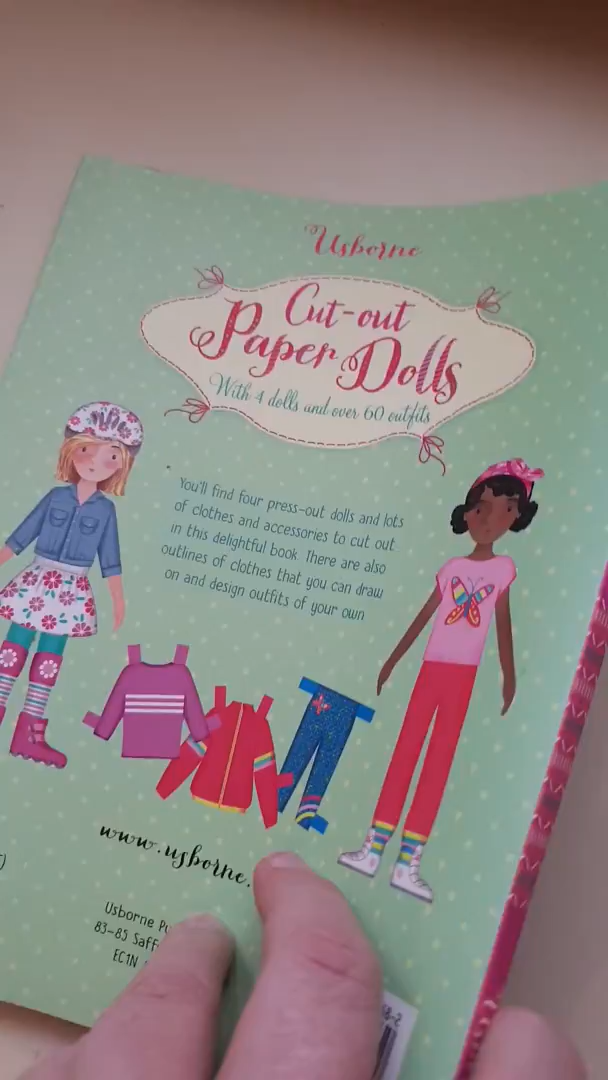 Usborne
Cut-out
Paper Dolls
With 4 dolls and over 60 outfits
You'll find four press-out dolls and lots
of clothes and accessories to cut out
in this delightful book. There are also
outlines of clothes that you can draw
on and design outfits of your own
www.usborne.
Usborne
83-85
EC1N